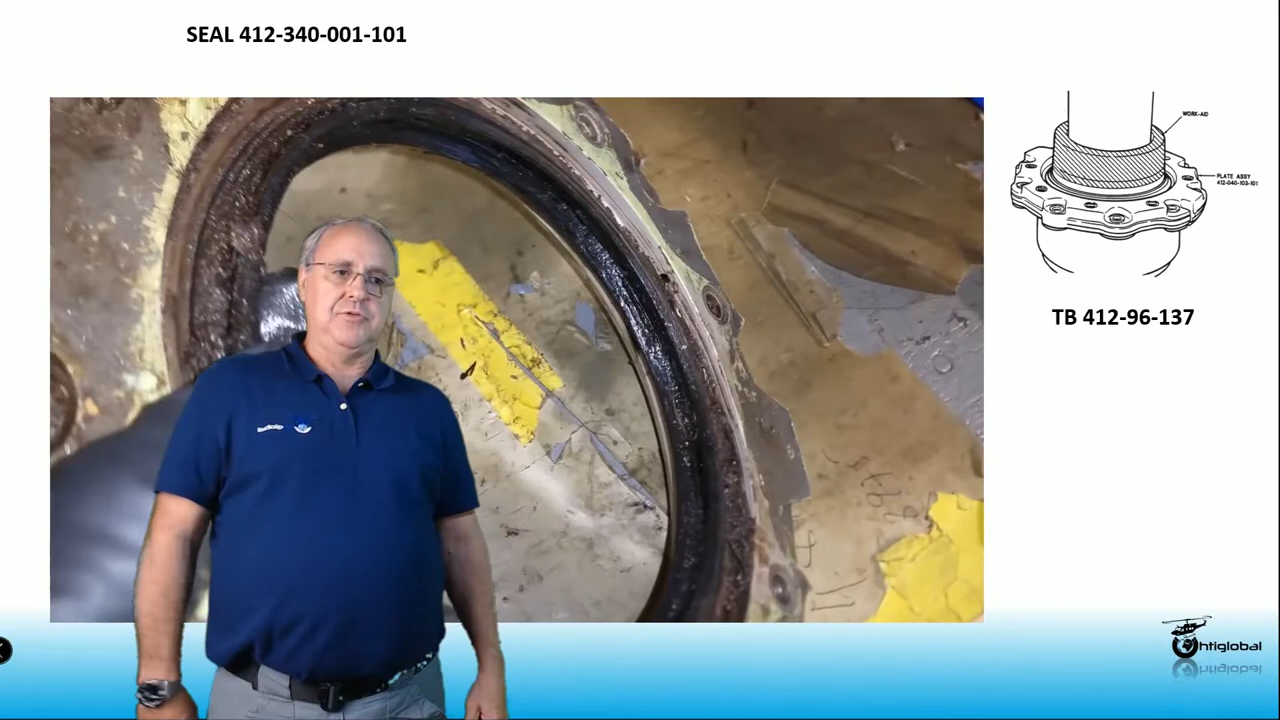 SEAL 412-340-001-101
WORK-AID
PLATE ASSY
412-040-103-101
TB 412-96-137
htiglobal